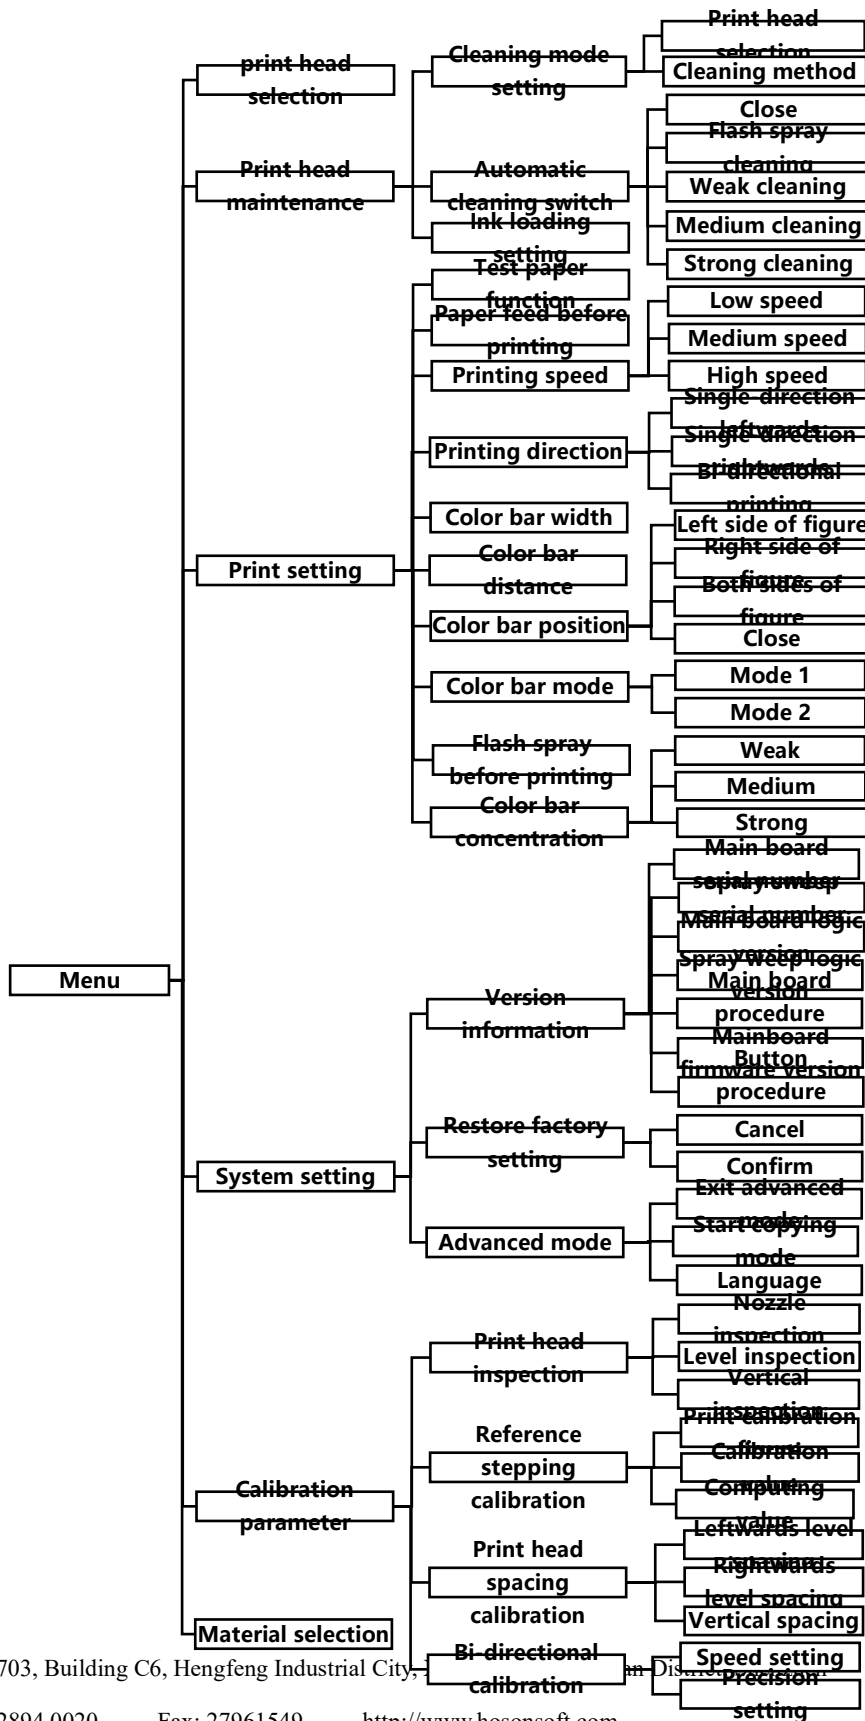 Print head
selection
Cleaning mode
setting
Cleaning method
print head
selection
Close
Flash spray
cleaning
Print head
maintenance
Automatic
cleaning switch
Weak cleaning
Medium cleaning
Strong cleaning
Ink loading
setting
Test paper
function
Paper feed before
printing
Low speed
Medium speed
High speed
Printing speed
Single-direction
leftwards
Single-direction
rightwards
Bi-directional
printing
Printing direction
Color bar width
Left side of figure
Right side of
figure
Both sides of
figure
Close
Print setting
Color bar
distance
Color bar position
Color bar mode
Mode 1
Mode 2
Flash spray
before printing
Weak
Medium
Strong
Color bar
concentration
Main board
serial number
Spray sweep
serial number
Main board logic
version
Spray weep logic
version
Main board
procedure
Mainboard
firmware version
Button
procedure
Menu
Version
information
Restore factory
setting
Cancel
Confirm
System setting
Advanced mode
Exit advanced
mode
Start copying
mode
Language
Print head
inspection
Nozzle
inspection
Level inspection
Vertical
inspection
Reference
stepping
calibration
Print calibration
Calibration
value
Computing
value
Calibration
parameter
Print head
spacing
calibration
Leftwards level
spacing
Rightwards
level spacing
Vertical spacing
Material selection
Bi-directional
calibration
Speed setting
Precision
setting
703, Building C6, Hengfeng Industrial City,
2894 0020 Fax: 27961549 http://www.hosonsoft.com